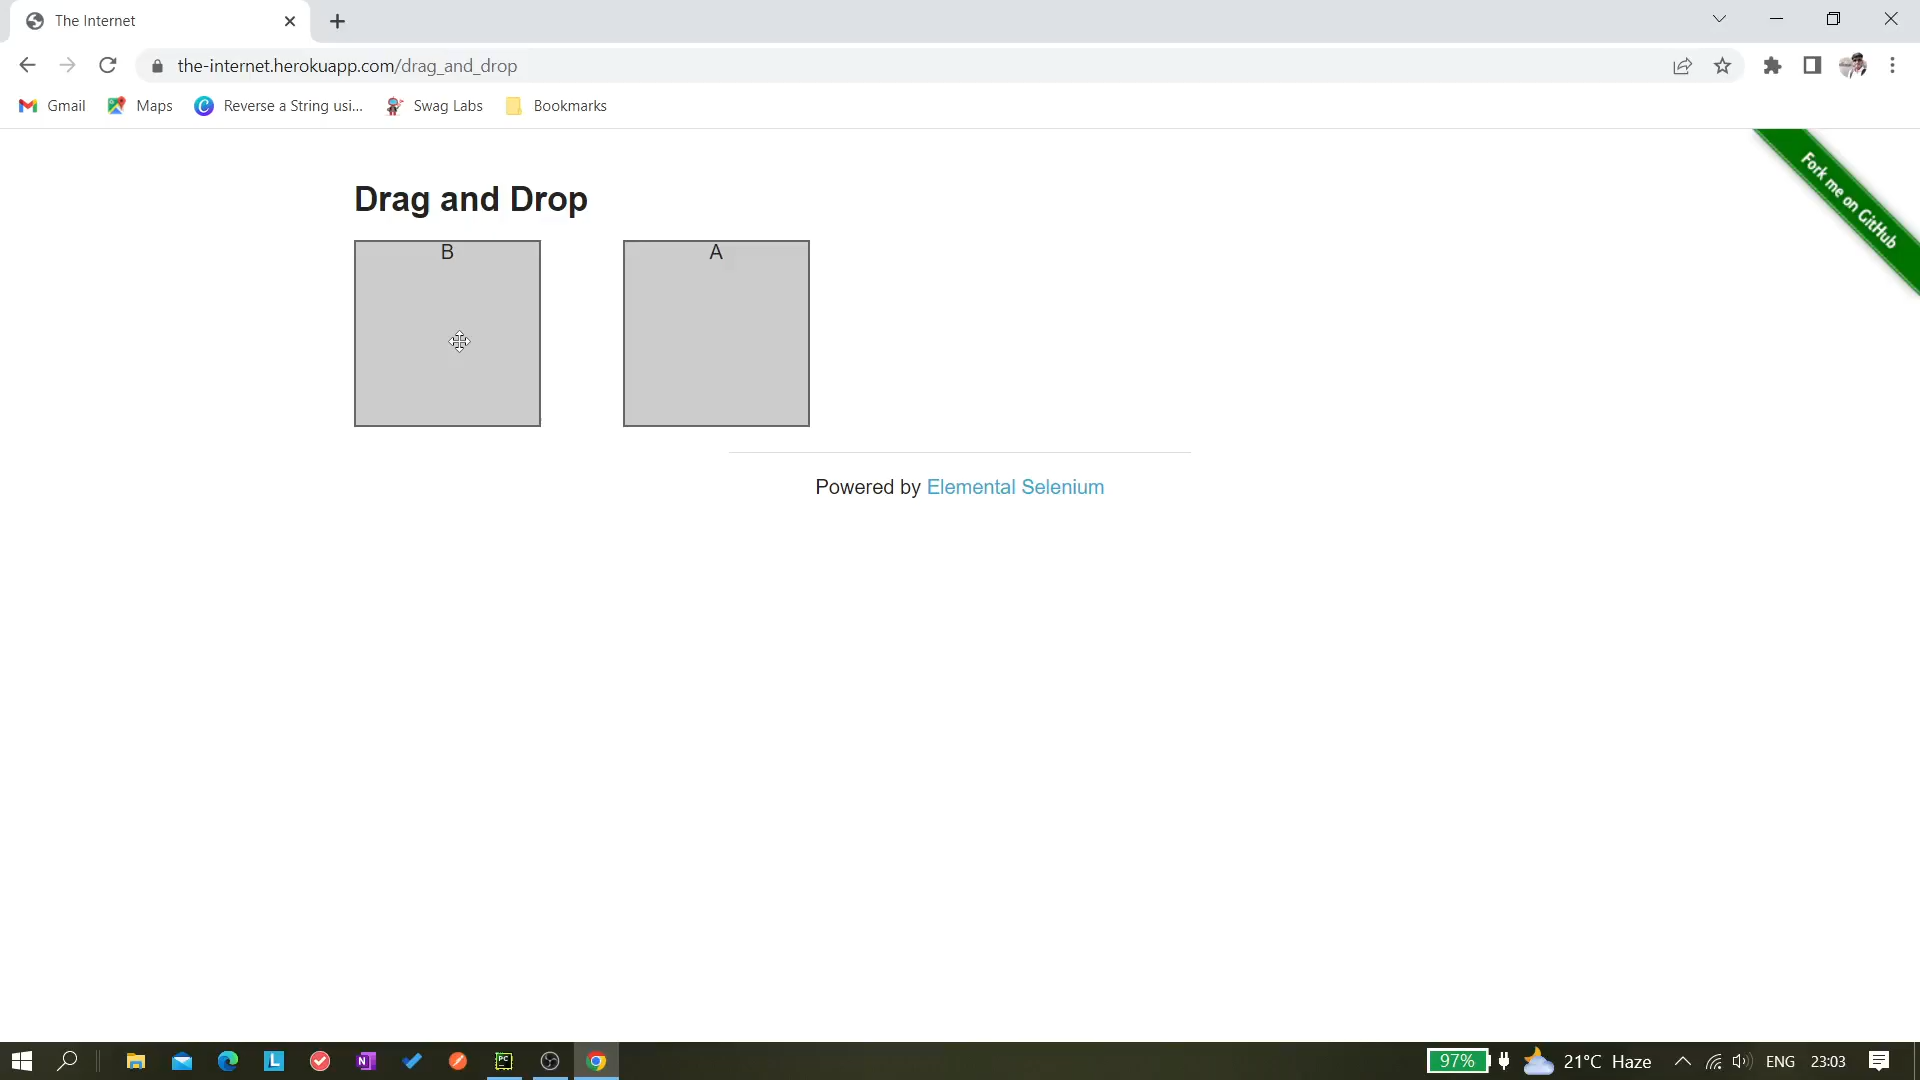 The Internet
the-internet.herokuapp.com/drag_and_drop
Gmail Maps Reverse a String usi... Swag Labs Bookmarks
Fork me on GitHub
Drag and Drop
B A
Powered by Elemental Selenium
97% 21°C Haze ENG 23:03